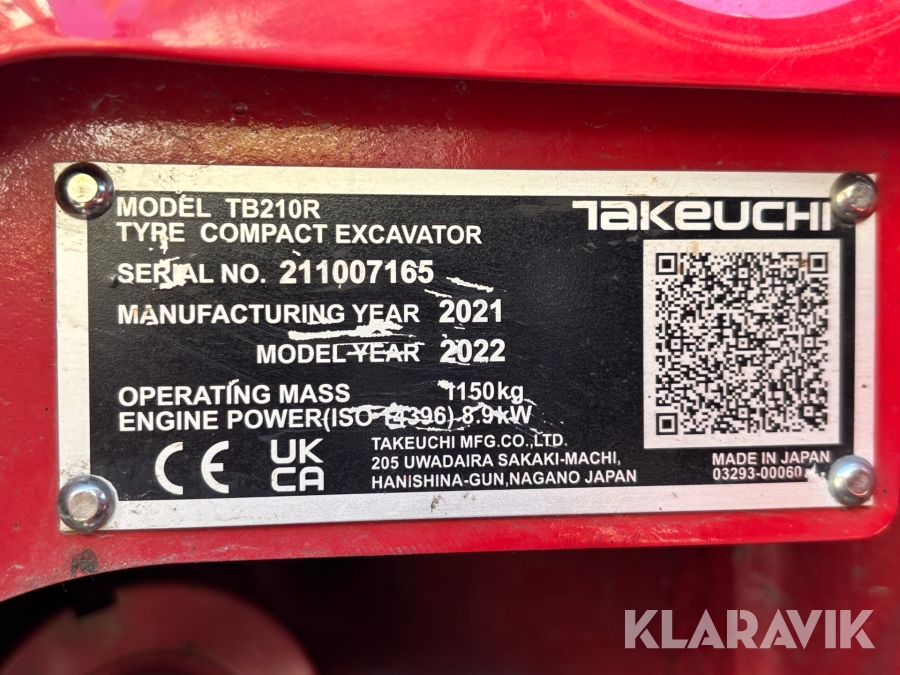 MODEL TB210R
TAKEUCHI
TYPE COMPACT EXCAVATOR
SERIAL NO. 211007165
MANUFACTURING YEAR 2021
MODEL YEAR 2022
OPERATING MASS 1150kg
ENGINE POWER(ISO 14396) 8.9kW
CE UK CA
TAKEUCHI MFG.CO.,LTD.
205 UWADAIRA SAKAKI-MACHI,
HANISHINA-GUN,NAGANO JAPAN
MADE IN JAPAN
03293-00060
KLARAVIK